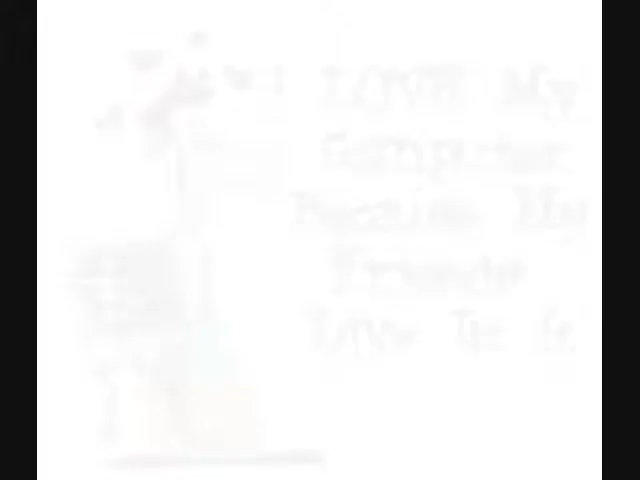 I LOVE My
Computer
Because My
Friends
Live In it